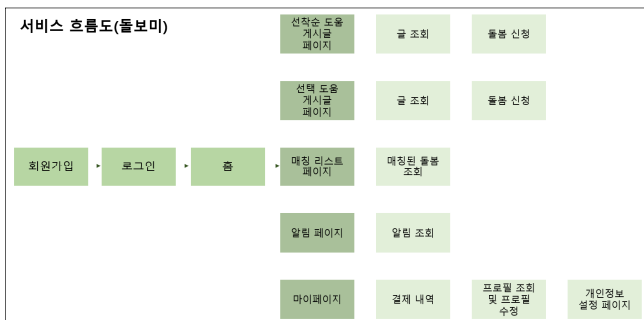 서비스 흐름도(돌보미)
선착순 도움
게시글
페이지
글 조회
돌봄 신청
선택 도움
게시글
페이지
글 조회
돌봄 신청
회원가입
로그인
홈
매칭 리스트
페이지
매칭된 돌봄
조회
알림 페이지
알림 조회
마이페이지
결제 내역
프로필 조회
및 프로필
수정
개인정보
설정 페이지